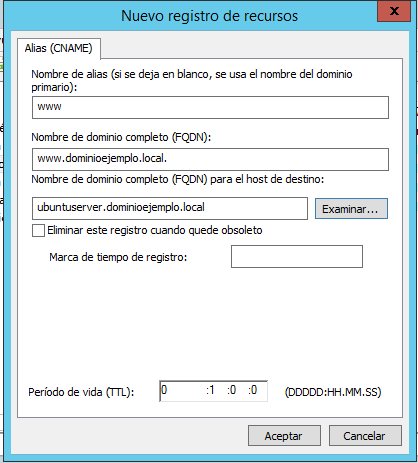 Nuevo registro de recursos
x
Alias (CNAME)
Nombre de alias (si se deja en blanco, se usa el nombre del dominio
primario):
www
Nombre de dominio completo (FQDN):
www.dominioejemplo.local.
Nombre de dominio completo (FQDN) para el host de destino:
ubuntuserver.dominioejemplo.local
Examinar...
Eliminar este registro cuando quede obsoleto
Marca de tiempo de registro:
Período de vida (TTL): 0 :1 :0 :0 (DDDDD:HH.MM.SS)
Aceptar Cancelar